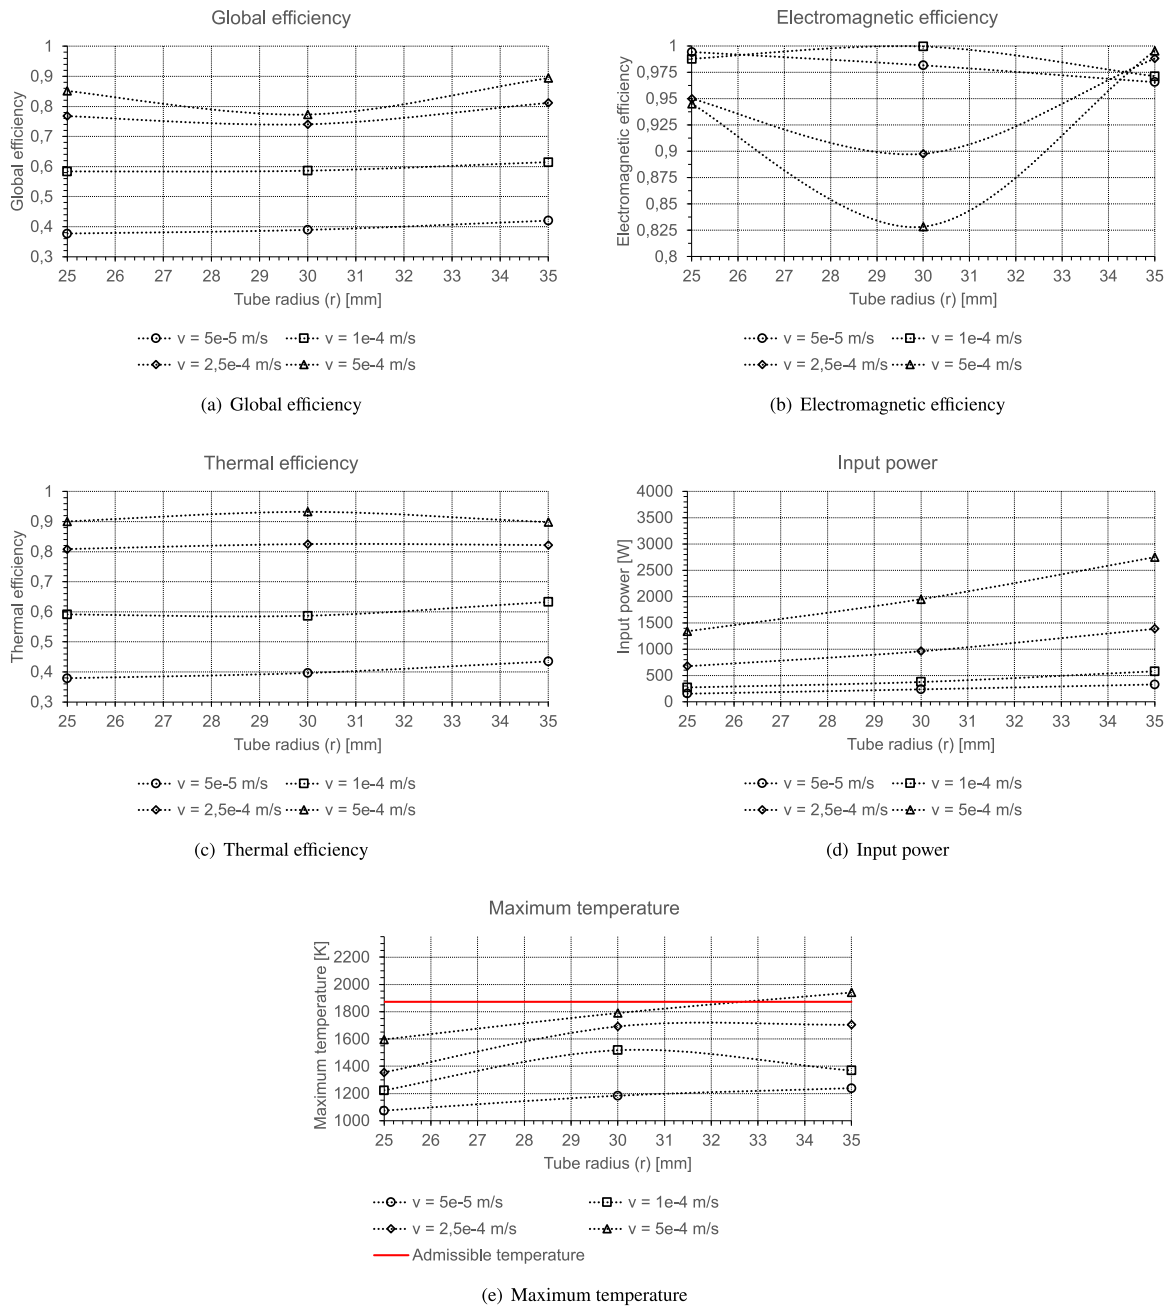 Global efficiency
Global efficiency
1
0,9
0,8
0,7
0,6
0,5
0,4
0,3
25 26 27 28 29 30 31 32 33 34 35
Tube radius (r) [mm]
v = 5e-5 m/s v = 1e-4 m/s
v = 2,5e-4 m/s v = 5e-4 m/s
(a) Global efficiency
Electromagnetic efficiency
Electromagnetic efficiency
1
0,975
0,95
0,925
0,9
0,875
0,85
0,825
0,8
25 26 27 28 29 30 31 32 33 34 35
Tube radius (r) [mm]
v = 5e-5 m/s v = 1e-4 m/s
v = 2,5e-4 m/s v = 5e-4 m/s
(b) Electromagnetic efficiency
Thermal efficiency
Thermal efficiency
1
0,9
0,8
0,7
0,6
0,5
0,4
0,3
25 26 27 28 29 30 31 32 33 34 35
Tube radius (r) [mm]
v = 5e-5 m/s v = 1e-4 m/s
v = 2,5e-4 m/s v = 5e-4 m/s
(c) Thermal efficiency
Input power
Input power [W]
4000
3500
3000
2500
2000
1500
1000
500
0
25 26 27 28 29 30 31 32 33 34 35
Tube radius (r) [mm]
v = 5e-5 m/s v = 1e-4 m/s
v = 2,5e-4 m/s v = 5e-4 m/s
(d) Input power
Maximum temperature
Maximum temperature [K]
2200
2000
1800
1600
1400
1200
1000
25 26 27 28 29 30 31 32 33 34 35
Tube radius (r) [mm]
v = 5e-5 m/s v = 1e-4 m/s
v = 2,5e-4 m/s v = 5e-4 m/s
Admissible temperature
(e) Maximum temperature